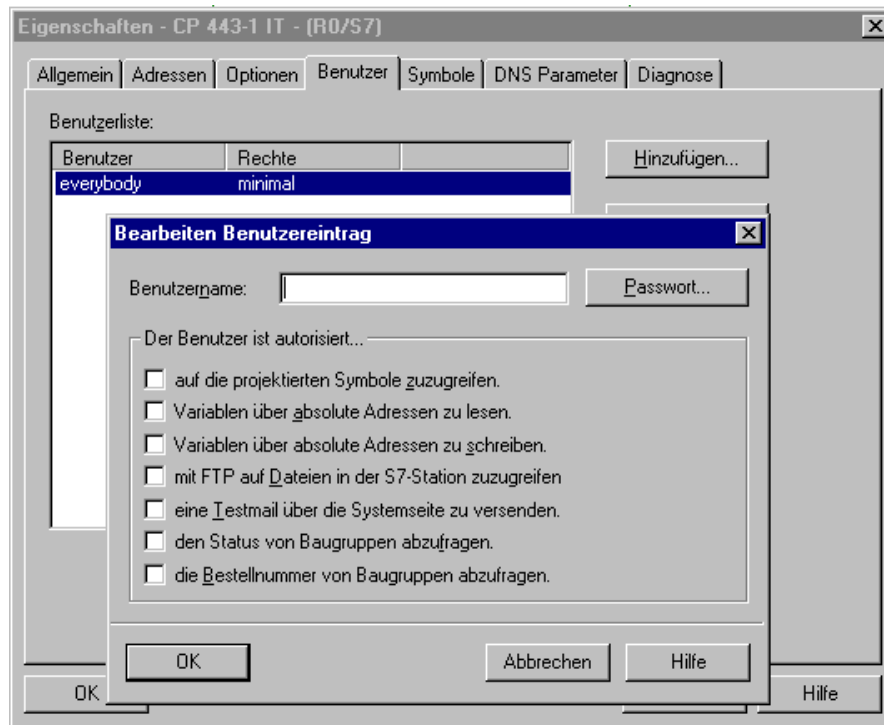 Eigenschaften - CP 443-1 IT - (R0/S7)
Allgemein Adressen Optionen Benutzer Symbole DNS Parameter Diagnose
Benutzerliste:
Benutzer Rechte
everybody minimal
Hinzufügen...
Bearbeiten Benutzereintrag
Benutzername:
Passwort...
Der Benutzer ist autorisiert...
auf die projektierten Symbole zuzugreifen.
Variablen über absolute Adressen zu lesen.
Variablen über absolute Adressen zu schreiben.
mit FTP auf Dateien in der S7-Station zuzugreifen
eine Testmail über die Systemseite zu versenden.
den Status von Baugruppen abzufragen.
die Bestellnummer von Baugruppen abzufragen.
OK Abbrechen Hilfe
OK Hilfe